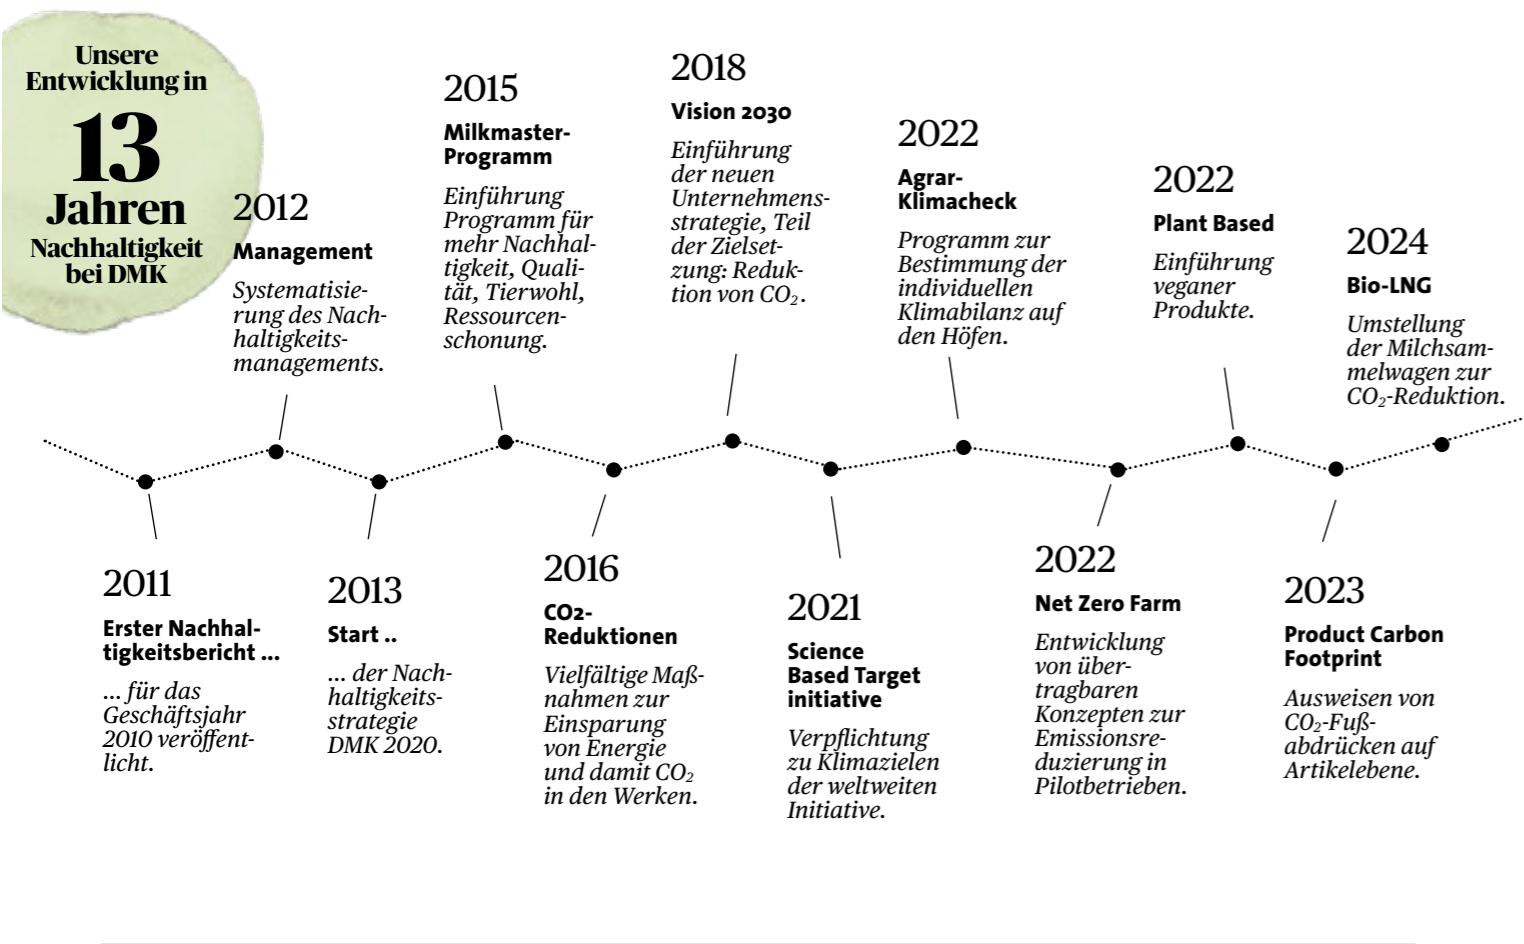 Unsere
Entwicklung in
13
Jahren
Nachhaltigkeit
bei DMK
2011
Erster Nachhal-
tigkeitsbericht ...
... für das
Geschäftsjahr
2010 veröffent-
licht.
2012
Management
Systematisie-
rung des Nach-
haltigkeits-
managements.
2013
Start ..
... der Nach-
haltigkeits-
strategie
DMK 2020.
2015
Milkmaster-
Programm
Einführung
Programm für
mehr Nachhal-
tigkeit, Quali-
tät, Tierwohl,
Ressourcen-
schonung.
2016
CO2-
Reduktionen
Vielfältige Maß-
nahmen zur
Einsparung
von Energie
und damit CO₂
in den Werken.
2018
Vision 2030
Einführung
der neuen
Unternehmens-
strategie, Teil
der Zielset-
zung: Reduk-
tion von CO₂.
2021
Science
Based Target
initiative
Verpflichtung
zu Klimazielen
der weltweiten
Initiative.
2022
Agrar-
Klimacheck
Programm zur
Bestimmung der
individuellen
Klimabilanz auf
den Höfen.
2022
Net Zero Farm
Entwicklung
von über-
tragbaren
Konzepten zur
Emissionsre-
duzierung in
Pilotbetrieben.
2022
Plant Based
Einführung
veganer
Produkte.
2023
Product Carbon
Footprint
Ausweisen von
CO₂-Fuß-
abdrücken auf
Artikelebene.
2024
Bio-LNG
Umstellung
der Milchsam-
melwagen zur
CO₂-Reduktion.